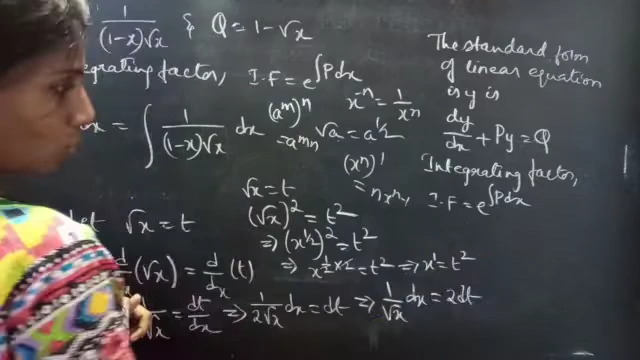 1/((1-x)√x) & Q = 1-√x
egrating factor, I.F = e^∫Pdx
x = ∫ 1/((1-x)√x) dx
(a^m)^n = a^mn
x^-n = 1/x^n
√a = a^1/2
(x^n)' = nx^n-
√x = t
let √x = t
(√x)² = t²
⇒ (x^1/2)² = t²
d/dx (√x) = d/dx (t)
⇒ x^1/2×2 = t² ⇒ x^1 = t²
√x = dt/dx ⇒ 1/(2√x) dx = dt ⇒ 1/√x dx = 2dt
The standard form
of linear equation
is y is
dy/dx + Py = Q
Integrating factor,
I.F = e^∫Pdx